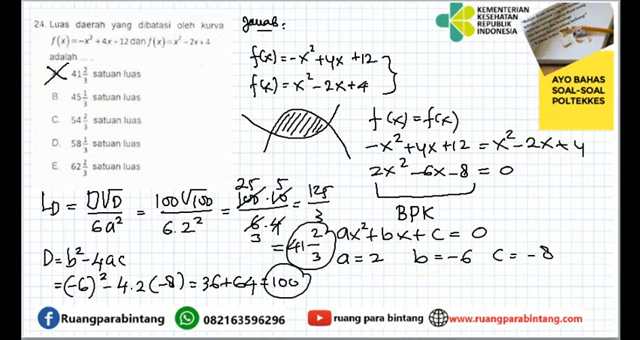 24. Luas daerah yang dibatasi oleh kurva
f(x)=-x²+4x+12 dan f(x)=x²-2x+4
adalah ....
41 2/3 satuan luas
B. 45 1/3 satuan luas
C. 54 2/3 satuan luas
D. 58 1/3 satuan luas
E. 62 2/3 satuan luas
Jawab:
f(x)=-x²+4x+12
f(x)=x²-2x+4
f(x)=f(x)
-x²+4x+12=x²-2x+4
2x²-6x-8=0
BPK
ax²+bx+c=0
a=2 b=-6 c=-8
LD = D√D/6a² = 100√100/6.2² = 25 5 100.10/6.4 3 = 125/3
= 41 2/3
D=b²-4ac
=(-6)²-4.2(-8)=36+64=100
KEMENTERIAN
KESEHATAN
REPUBLIK
INDONESIA
AYO BAHAS
SOAL-SOAL
POLTEKKES
Ruangparabintang
082163596296
ruang para bintang
www.ruangparabintang.com